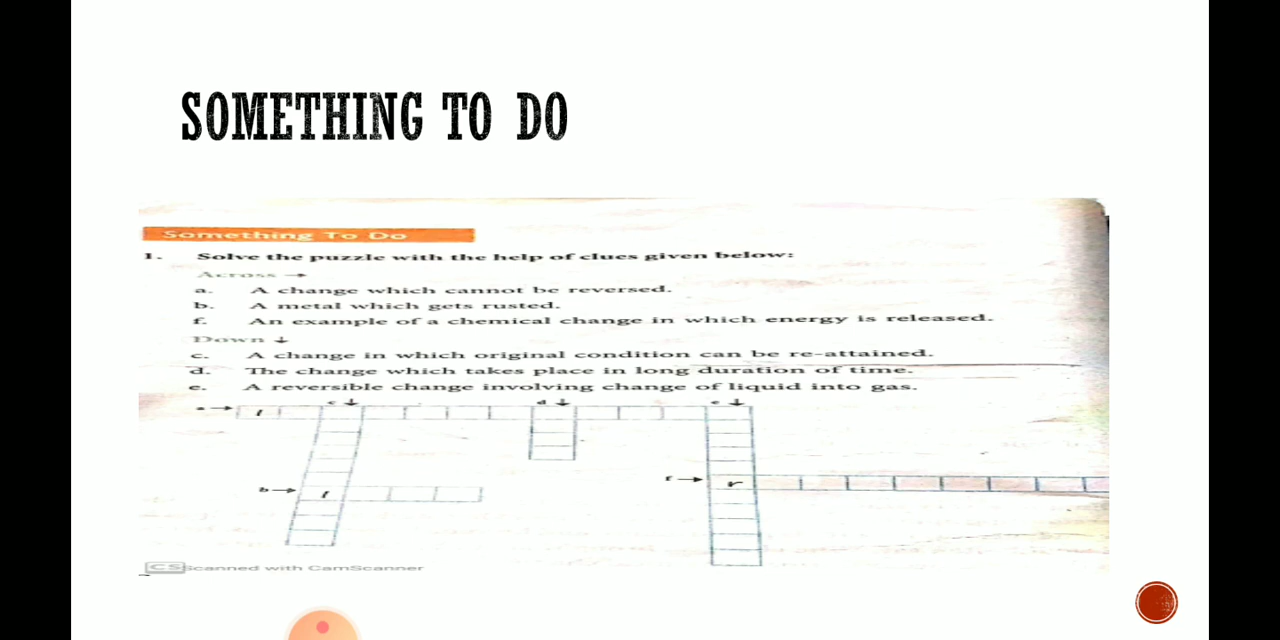 SOMETHING TO DO
Something To Do
1. Solve the puzzle with the help of clues given below:
Across →
a. A change which cannot be reversed.
b. A metal which gets rusted.
f. An example of a chemical change in which energy is released.
Down ↓
c. A change in which original condition can be re-attained.
d. The change which takes place in long duration of time.
e. A reversible change involving change of liquid into gas.
a→ I c↓ d↓ e↓
f→ r
b→ I
CS Scanned with CamScanner